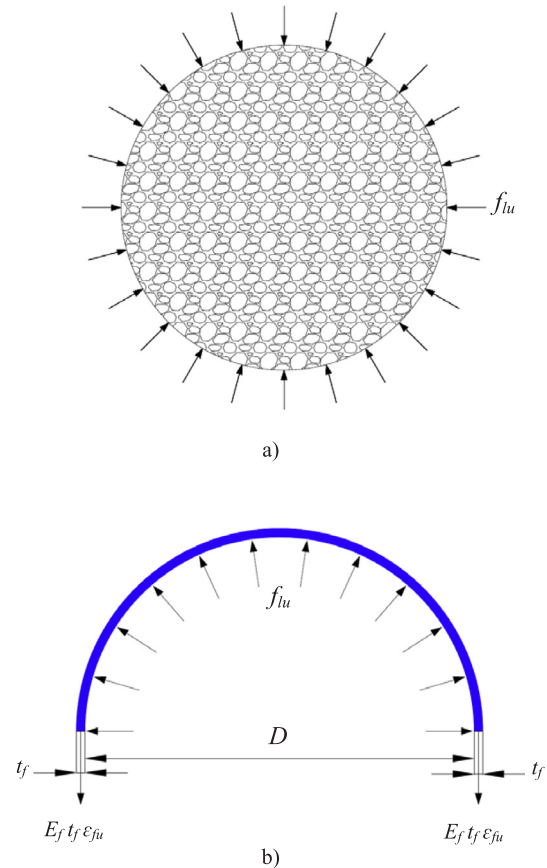 f_lu
a)
f_lu
D
t_f t_f
E_f t_f ε_fu E_f t_f ε_fu
b)